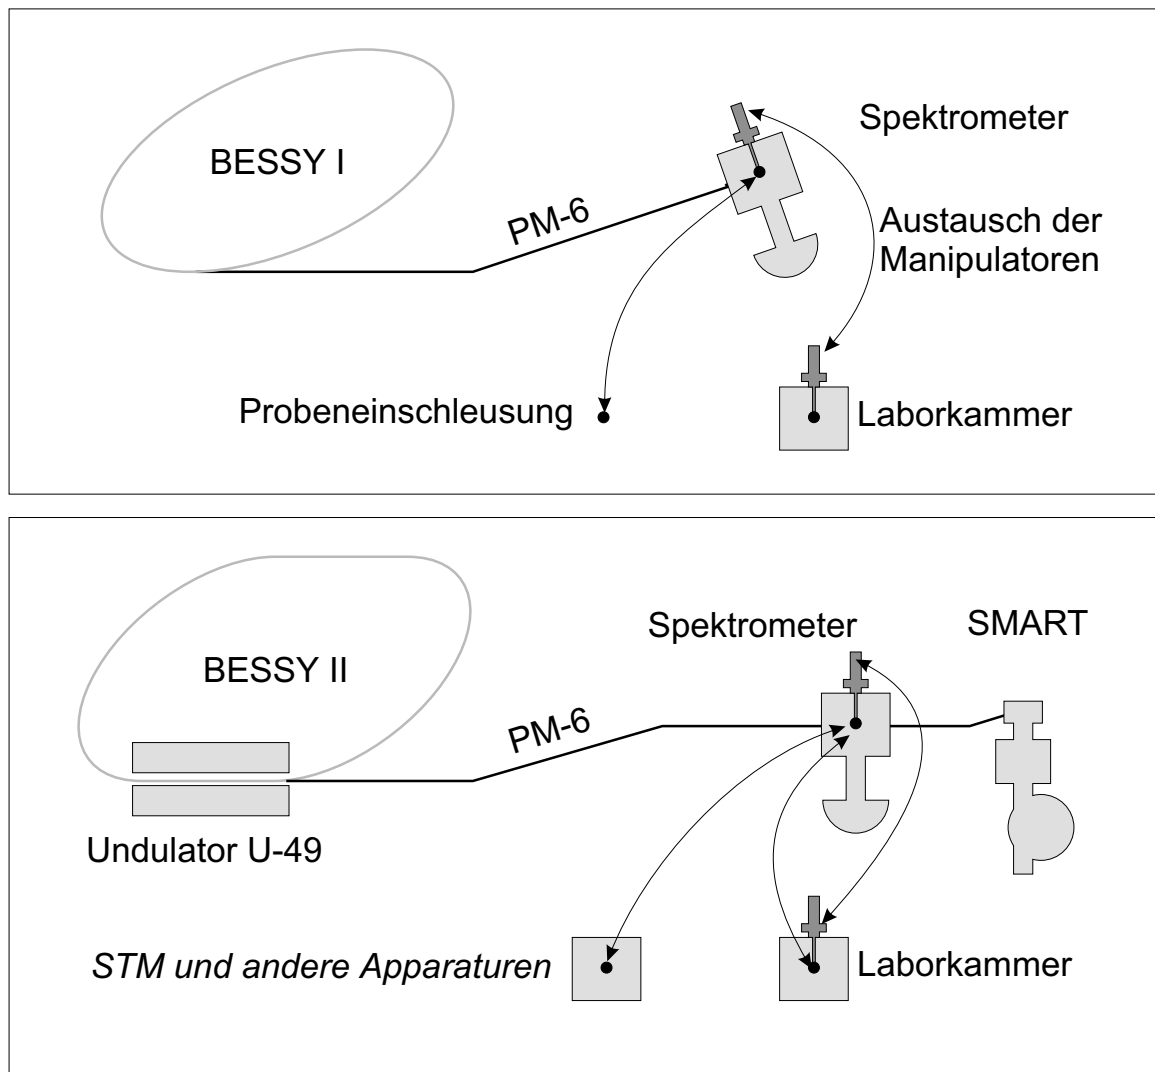 BESSY I
PM-6
Spektrometer
Austausch der
Manipulatoren
Probeneinschleusung
Laborkammer
BESSY II
PM-6
Spektrometer
SMART
Undulator U-49
STM und andere Apparaturen
Laborkammer